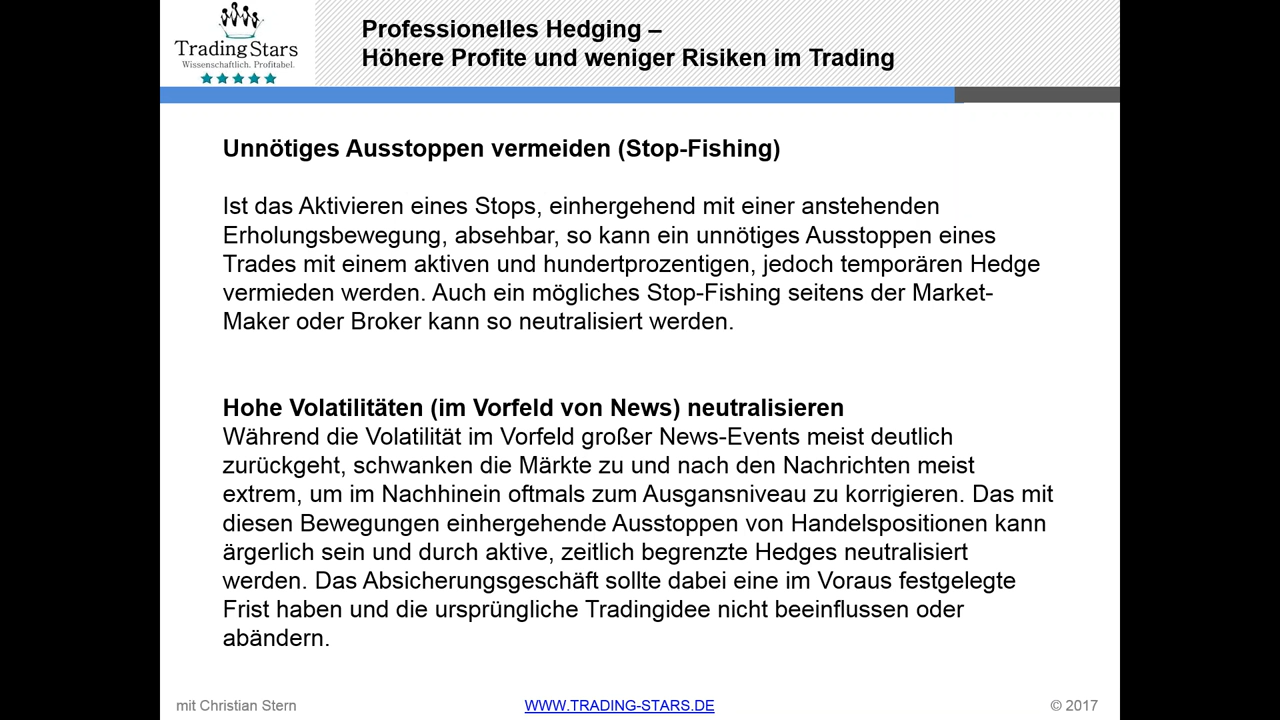 Trading Stars
Wissenschaftlich. Profitabel.
Professionelles Hedging –
Höhere Profite und weniger Risiken im Trading
Unnötiges Ausstoppen vermeiden (Stop-Fishing)
Ist das Aktivieren eines Stops, einhergehend mit einer anstehenden
Erholungsbewegung, absehbar, so kann ein unnötiges Ausstoppen eines
Trades mit einem aktiven und hundertprozentigen, jedoch temporären Hedge
vermieden werden. Auch ein mögliches Stop-Fishing seitens der Market-
Maker oder Broker kann so neutralisiert werden.
Hohe Volatilitäten (im Vorfeld von News) neutralisieren
Während die Volatilität im Vorfeld großer News-Events meist deutlich
zurückgeht, schwanken die Märkte zu und nach den Nachrichten meist
extrem, um im Nachhinein oftmals zum Ausgansniveau zu korrigieren. Das mit
diesen Bewegungen einhergehende Ausstoppen von Handelspositionen kann
ärgerlich sein und durch aktive, zeitlich begrenzte Hedges neutralisiert
werden. Das Absicherungsgeschäft sollte dabei eine im Voraus festgelegte
Frist haben und die ursprüngliche Tradingidee nicht beeinflussen oder
abändern.
mit Christian Stern
WWW.TRADING-STARS.DE
© 2017